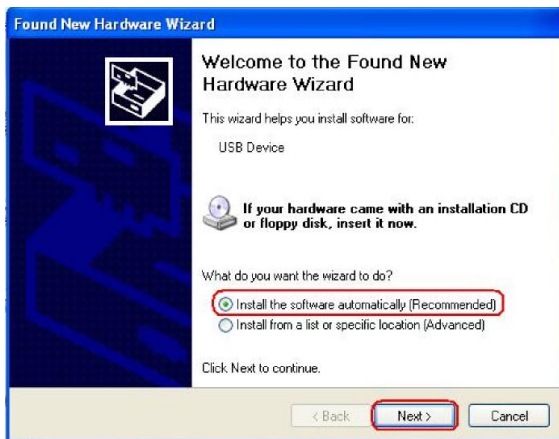 Found New Hardware Wizard
Welcome to the Found New
Hardware Wizard
This wizard helps you install software for:
USB Device
If your hardware came with an installation CD
or floppy disk, insert it now.
What do you want the wizard to do?
Install the software automatically (Recommended)
Install from a list or specific location (Advanced)
Click Next to continue.
< Back Next > Cancel